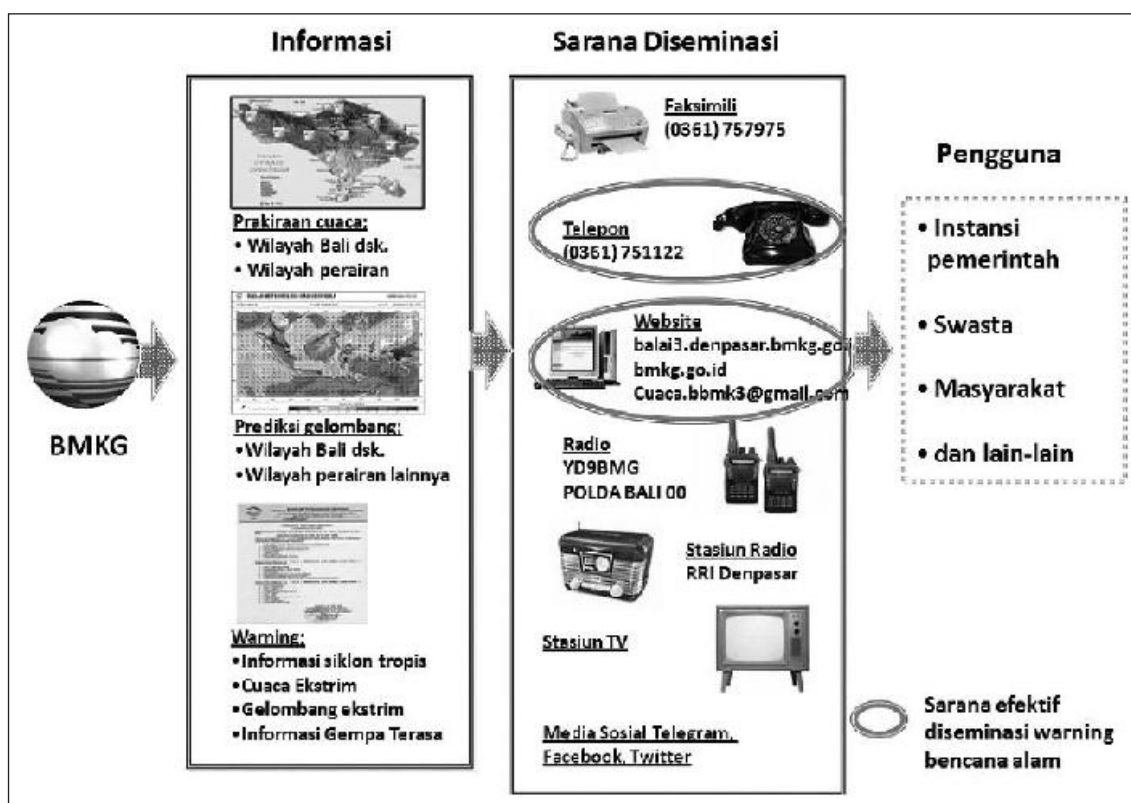 Informasi
Sarana Diseminasi
BMKG
Prakiraan cuaca:
• Wilayah Bali dsk.
• Wilayah perairan
Prediksi gelombang:
•Wilayah Bali dsk.
•Wilayah perairan lainnya
Warning:
•Informasi siklon tropis
•Cuaca Ekstrim
•Gelombang ekstrim
•Informasi Gempa Terasa
Faksimili
(0361) 757975
Telepon
(0361) 751122
Website
balai3.denpasar.bmkg.go.i
bmkg.go.id
Cuaca.bbmk3@gmail.com
Radio
YD9BMG
POLDA BALI 00
Stasiun Radio
RRI Denpasar
Stasiun TV
Media Sosial Telegram,
Facebook, Twitter
Pengguna
• Instansi
pemerintah
• Swasta
• Masyarakat
• dan lain-lain
Sarana efektif
diseminasi warning
bencana alam